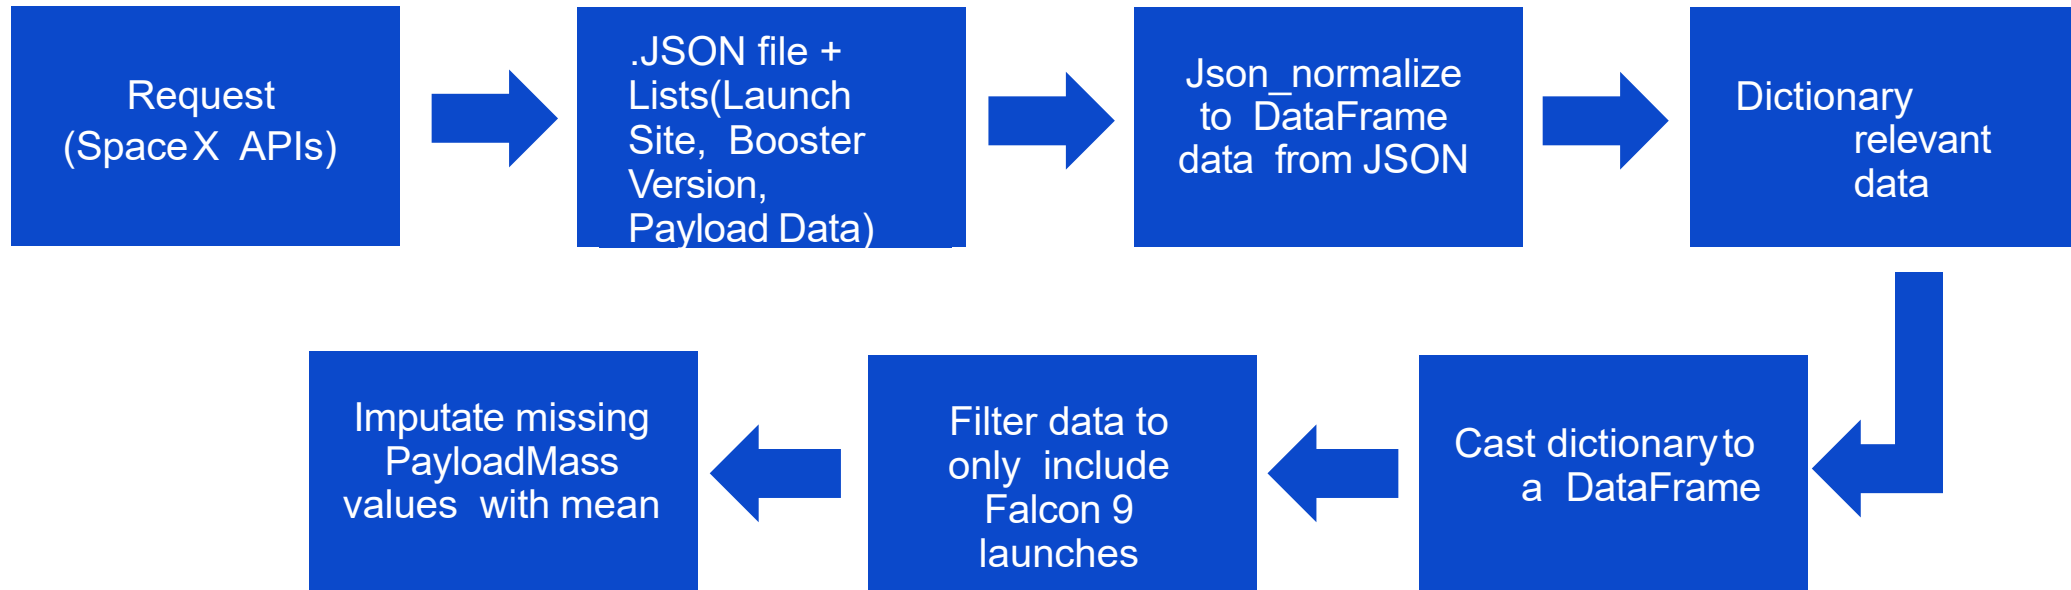 Request
(Space X APIs)
.JSON file +
Lists(Launch
Site, Booster
Version,
Payload Data)
Json_normalize
to DataFrame
data from JSON
Dictionary
relevant
data
Cast dictionary to
a DataFrame
Filter data to
only include
Falcon 9
launches
Imputate missing
PayloadMass
values with mean